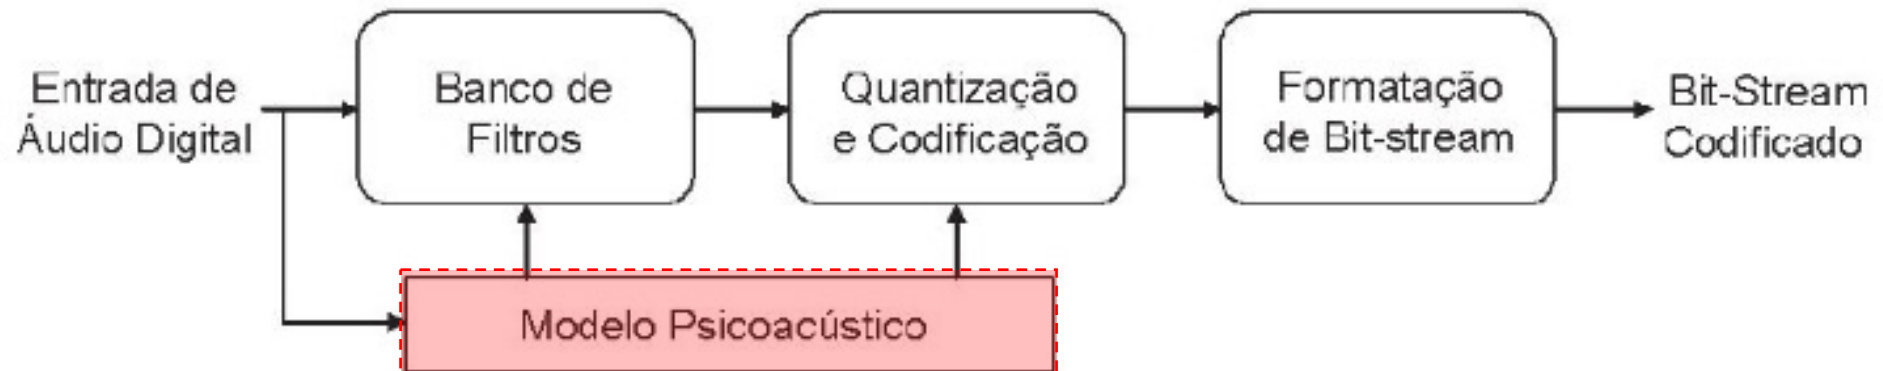 Entrada de
Áudio Digital
Banco de
Filtros
Quantização
e Codificação
Formatação
de Bit-stream
Bit-Stream
Codificado
Modelo Psicoacústico